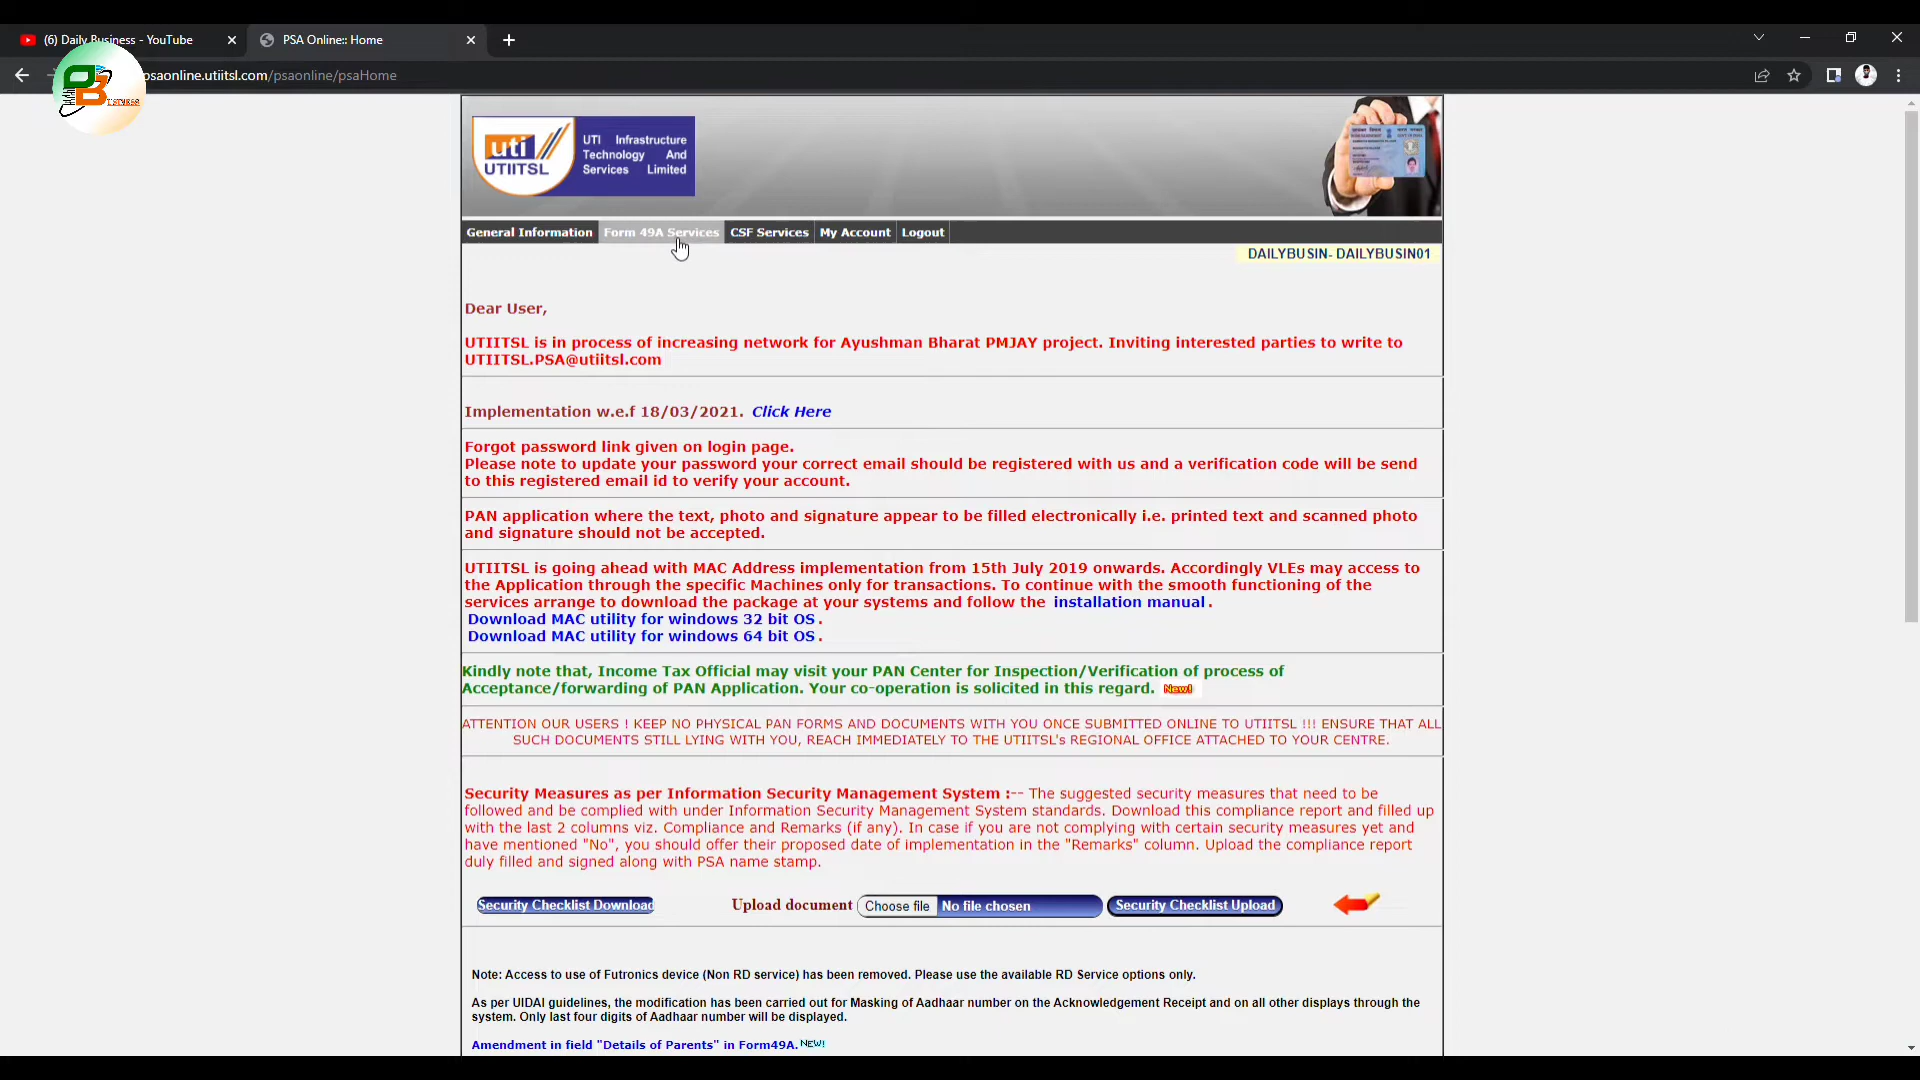 (6) Daily Business - YouTube
PSA Online:: Home
psaonline.utiitsl.com/psaonline/psaHome
uti
UTIITSL
UTI Infrastructure
Technology And
Services Limited
General Information Form 49A Services CSF Services My Account Logout
DAILYBUSIN- DAILYBUSIN01
Dear User,
UTIITSL is in process of increasing network for Ayushman Bharat PMJAY project. Inviting interested parties to write to
UTIITSL.PSA@utiitsl.com
Implementation w.e.f 18/03/2021. Click Here
Forgot password link given on login page.
Please note to update your password your correct email should be registered with us and a verification code will be send
to this registered email id to verify your account.
PAN application where the text, photo and signature appear to be filled electronically i.e. printed text and scanned photo
and signature should not be accepted.
UTIITSL is going ahead with MAC Address implementation from 15th July 2019 onwards. Accordingly VLEs may access to
the Application through the specific Machines only for transactions. To continue with the smooth functioning of the
services arrange to download the package at your systems and follow the installation manual.
Download MAC utility for windows 32 bit OS.
Download MAC utility for windows 64 bit OS.
Kindly note that, Income Tax Official may visit your PAN Center for Inspection/Verification of process of
Acceptance/forwarding of PAN Application. Your co-operation is solicited in this regard. New!
ATTENTION OUR USERS ! KEEP NO PHYSICAL PAN FORMS AND DOCUMENTS WITH YOU ONCE SUBMITTED ONLINE TO UTIITSL !!! ENSURE THAT ALL
SUCH DOCUMENTS STILL LYING WITH YOU, REACH IMMEDIATELY TO THE UTIITSL's REGIONAL OFFICE ATTACHED TO YOUR CENTRE.
Security Measures as per Information Security Management System :-- The suggested security measures that need to be
followed and be complied with under Information Security Management System standards. Download this compliance report and filled up
with the last 2 columns viz. Compliance and Remarks (if any). In case if you are not complying with certain security measures yet and
have mentioned "No", you should offer their proposed date of implementation in the "Remarks" column. Upload the compliance report
duly filled and signed along with PSA name stamp.
Security Checklist Download Upload document Choose file No file chosen Security Checklist Upload
Note: Access to use of Futronics device (Non RD service) has been removed. Please use the available RD Service options only.
As per UIDAI guidelines, the modification has been carried out for Masking of Aadhaar number on the Acknowledgement Receipt and on all other displays through the
system. Only last four digits of Aadhaar number will be displayed.
Amendment in field "Details of Parents" in Form49A. NEW!